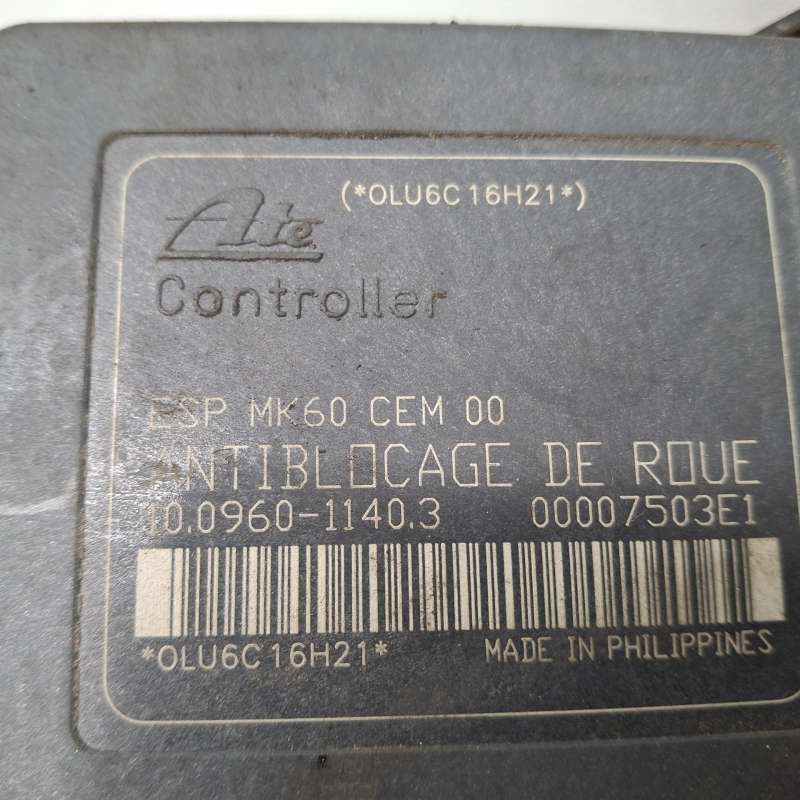 (*OLU6C16H21*)
Ate
Controller
ESP MK60 CEM 00
ANTIBLOCAGE DE ROUE
10.0960-1140.3 00007503E1
*OLU6C16H21* MADE IN PHILIPPINES